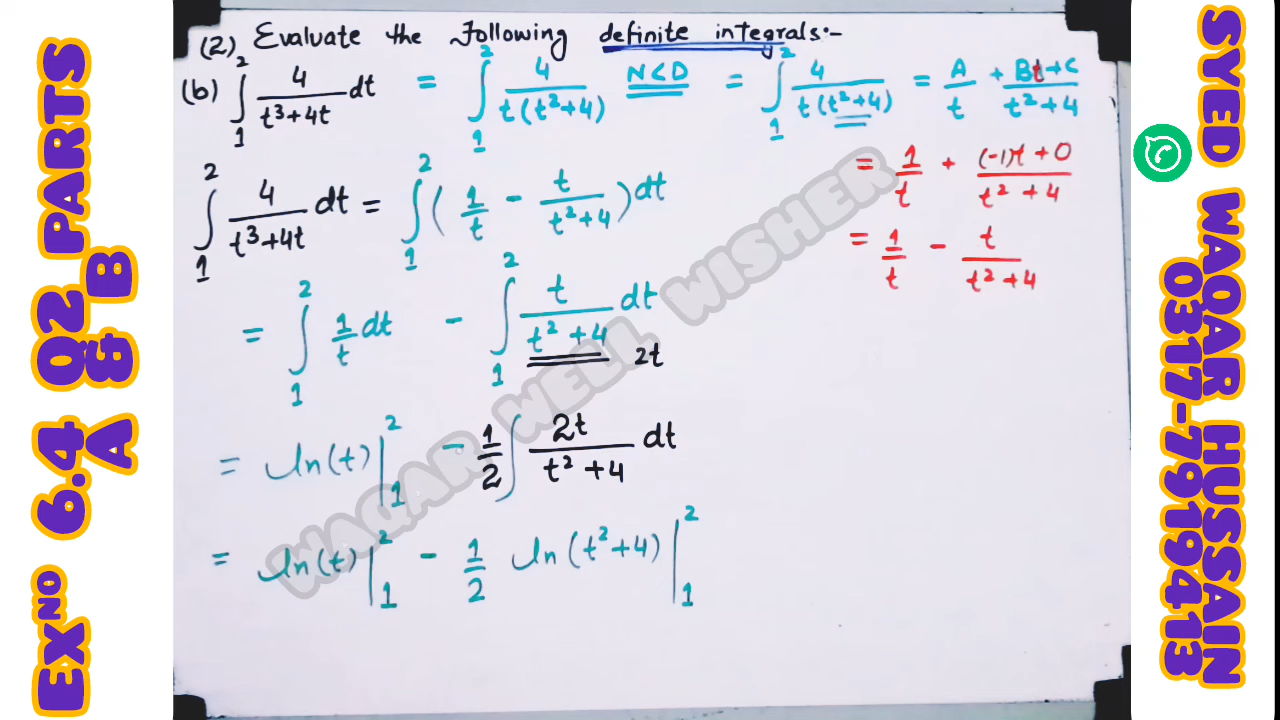 EXᴺᴼ 6.4 Q2 PARTS
A & B
(2) Evaluate the following definite integrals:-
(b) ∫₁² 4/(t³+4t) dt = ∫₁² 4/(t(t²+4)) N<D = ∫₁² 4/(t(t²+4)) = A/t + (Bt+C)/(t²+4)
= 1/t + ((-1)t+0)/(t²+4)
∫₁² 4/(t³+4t) dt = ∫₁² (1/t - t/(t²+4)) dt
= 1/t - t/(t²+4)
= ∫₁² 1/t dt - ∫₁² t/(t²+4) dt
2t
= ln(t)|₁² - 1/2 ∫ 2t/(t²+4) dt
= ln(t)|₁² - 1/2 ln(t²+4)|₁²
WAQAR WELL WISHER
SYED WAQAR HUSSAIN
0317-7919413